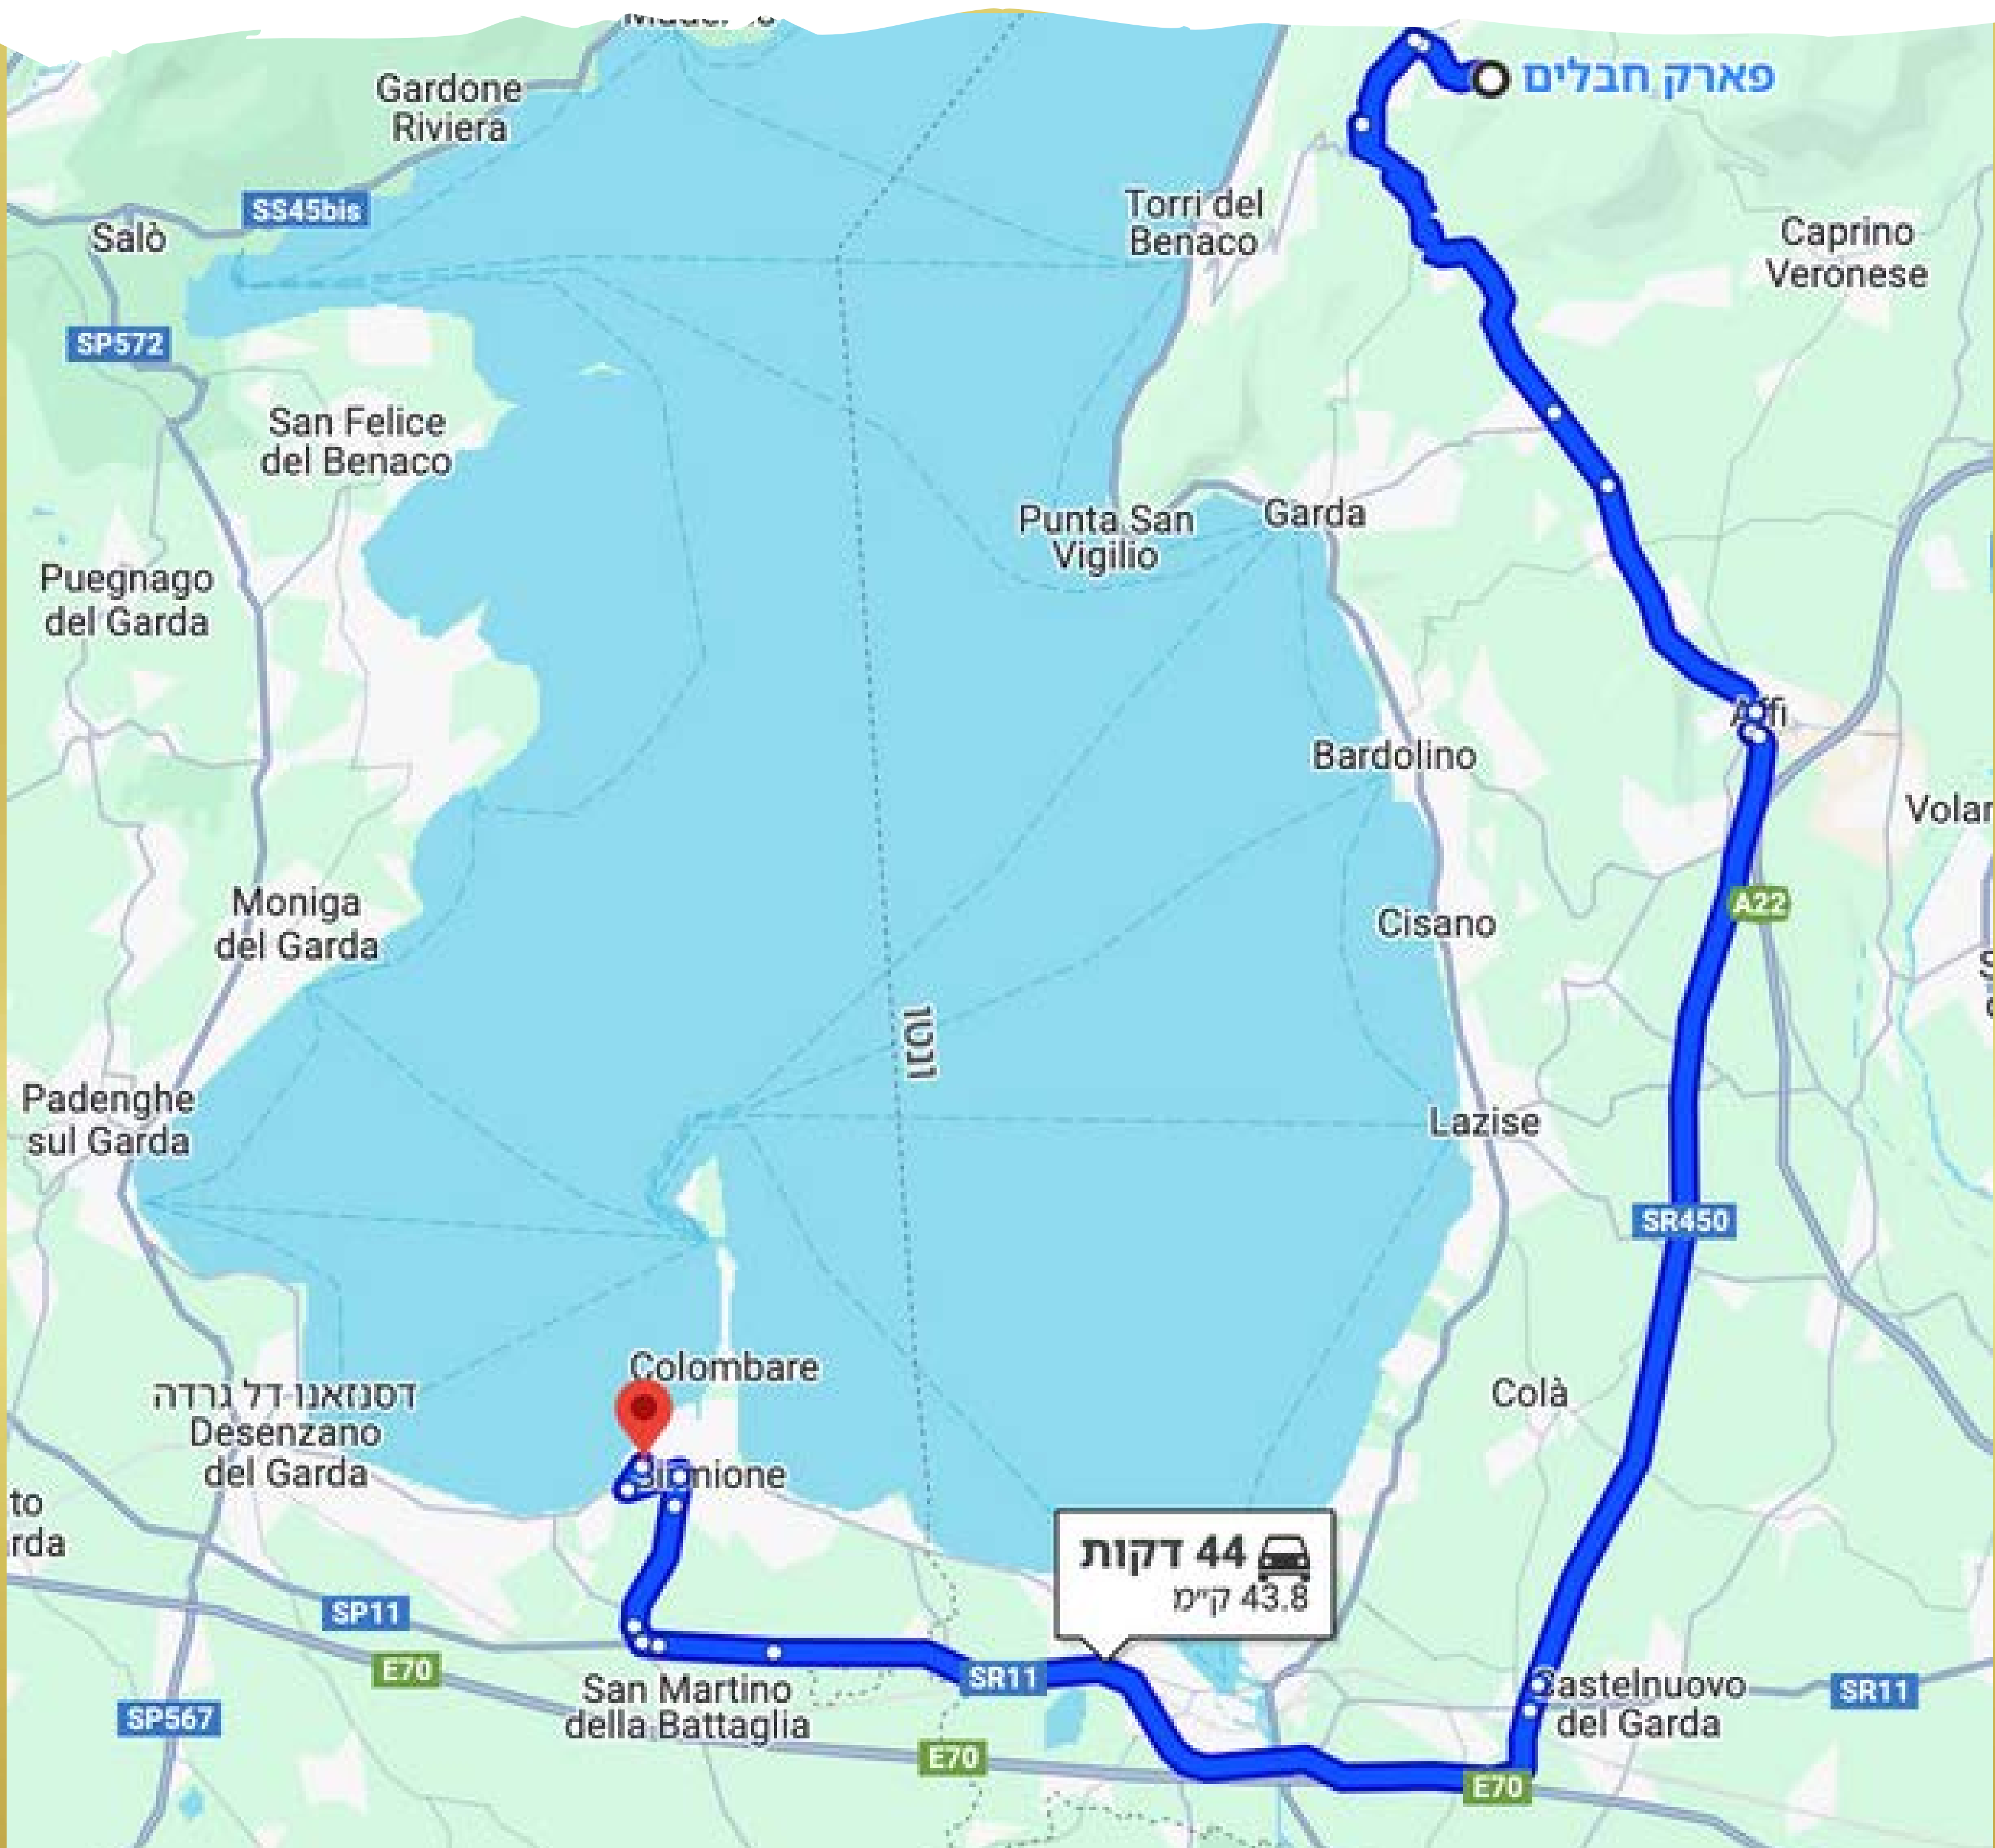 פארק חבלים
Gardone
Riviera
SS45bis
Torri del
Benaco
Salò
Caprino
Veronese
SP572
San Felice
del Benaco
Punta San
Vigilio
Garda
Puegnago
del Garda
Affi
Bardolino
Volar
Moniga
del Garda
A22
Cisano
ונטו
Padenghe
sul Garda
Lazise
SR450
Colombare
דסנזאנו דל גרדה
Desenzano
del Garda
Colà
Sirmione
to
rda
44 דקות
43.8 ק״מ
SP11
E70
SR11
San Martino
della Battaglia
Castelnuovo
del Garda
SR11
SP567
E70
E70